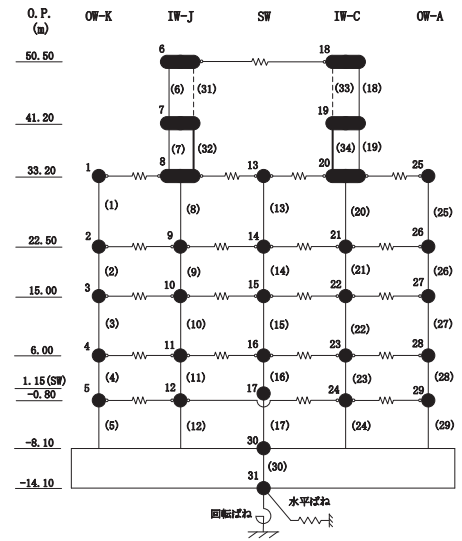 O.P. OW-K IW-J SW IW-C OW-A
(m)
6 18
50.50
(6) (31) (33) (18)
7 19
41.20
(7) (32) (34) (19)
1 8 13 20 25
33.20
(1) (8) (13) (20) (25)
2 9 14 21 26
22.50
(2) (9) (14) (21) (26)
3 10 15 22 27
15.00
(3) (10) (15) (22) (27)
4 11 16 23 28
6.00
(4) (11) (16) (23) (28)
1.15(SW)
5 12 17 24 29
-0.80
(5) (12) (17) (24) (29)
30
-8.10
(30)
31
-14.10
回転ばね 水平ばね